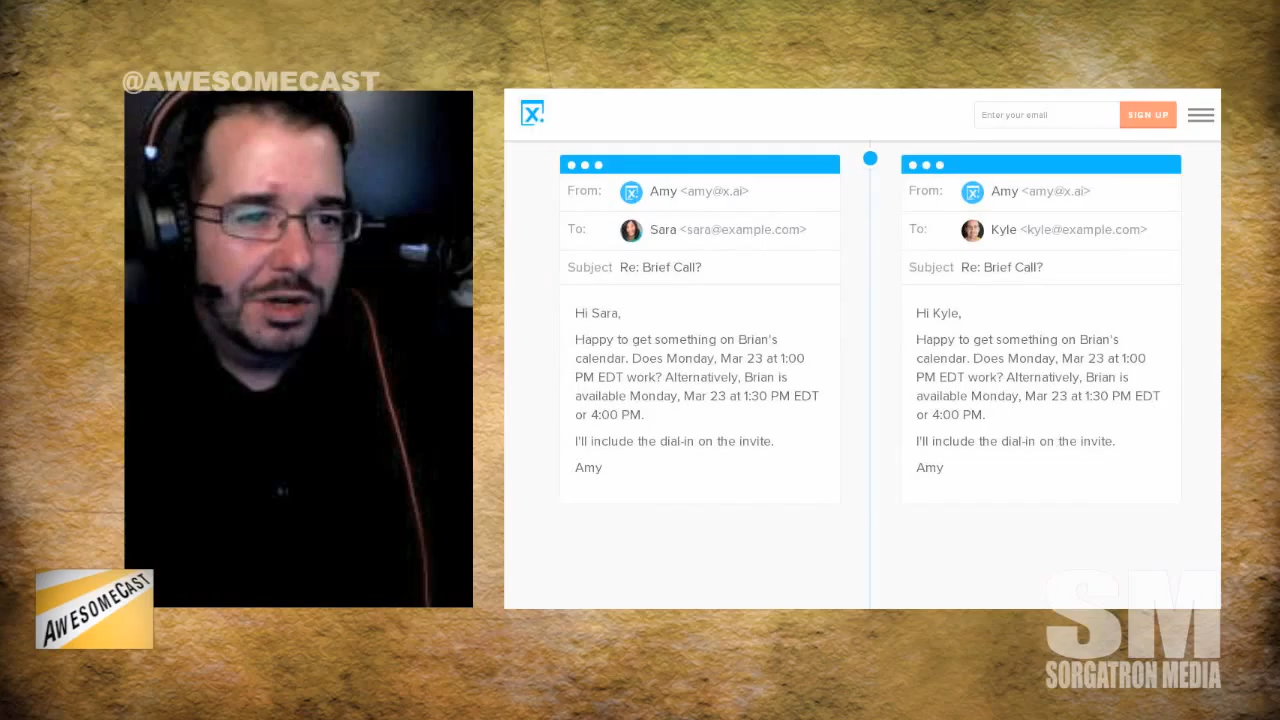 @AWESOMECAST
X.
Enter your email
SIGN UP
From: Amy <amy@x.ai>
To: Sara <sara@example.com>
Subject Re: Brief Call?
Hi Sara,
Happy to get something on Brian's
calendar. Does Monday, Mar 23 at 1:00
PM EDT work? Alternatively, Brian is
available Monday, Mar 23 at 1:30 PM EDT
or 4:00 PM.
I'll include the dial-in on the invite.
Amy
From: Amy <amy@x.ai>
To: Kyle <kyle@example.com>
Subject Re: Brief Call?
Hi Kyle,
Happy to get something on Brian's
calendar. Does Monday, Mar 23 at 1:00
PM EDT work? Alternatively, Brian is
available Monday, Mar 23 at 1:30 PM EDT
or 4:00 PM.
I'll include the dial-in on the invite.
Amy
AWESOMECAST
SM
SORGATRON MEDIA